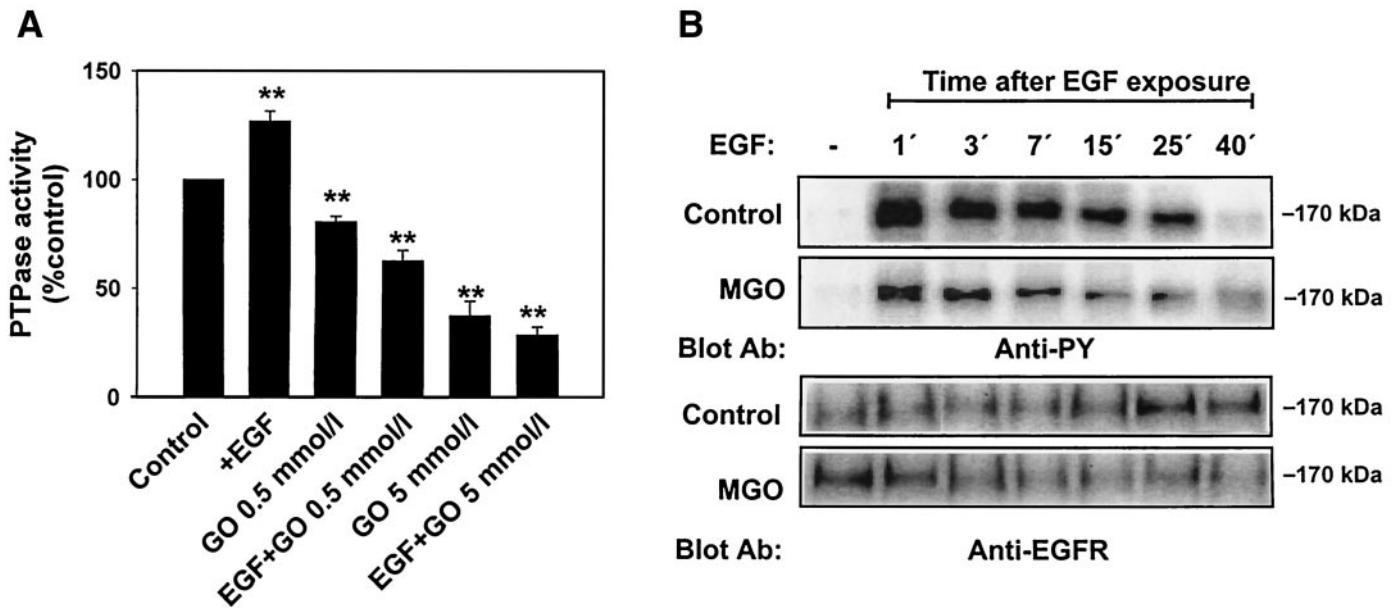 A
PTPase activity
(%control)
150
100
50
0
**
**
**
**
**
**
Control
+EGF
GO 0.5 mmol/l
EGF+GO 0.5 mmol/l
GO 5 mmol/l
EGF+GO 5 mmol/l
B
Time after EGF exposure
EGF: - 1´ 3´ 7´ 15´ 25´ 40´
Control –170 kDa
MGO –170 kDa
Blot Ab: Anti-PY
Control –170 kDa
MGO –170 kDa
Blot Ab: Anti-EGFR